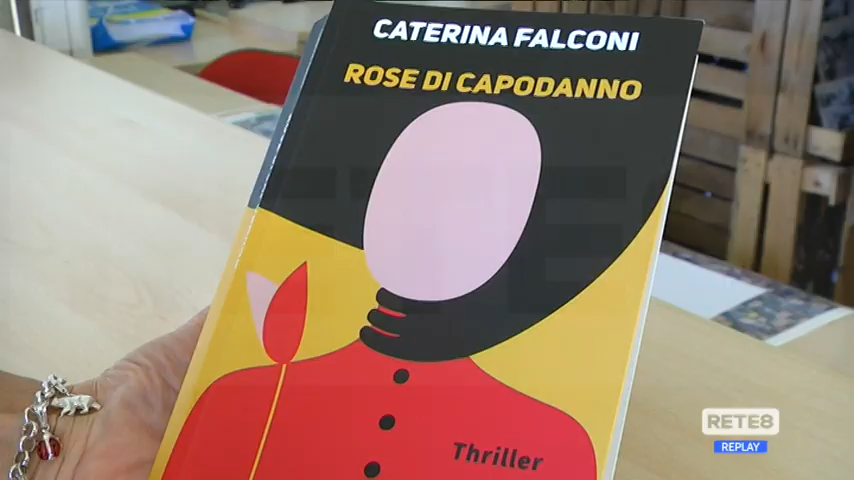 CATERINA FALCONI
ROSE DI CAPODANNO
Thriller
RETE8
REPLAY